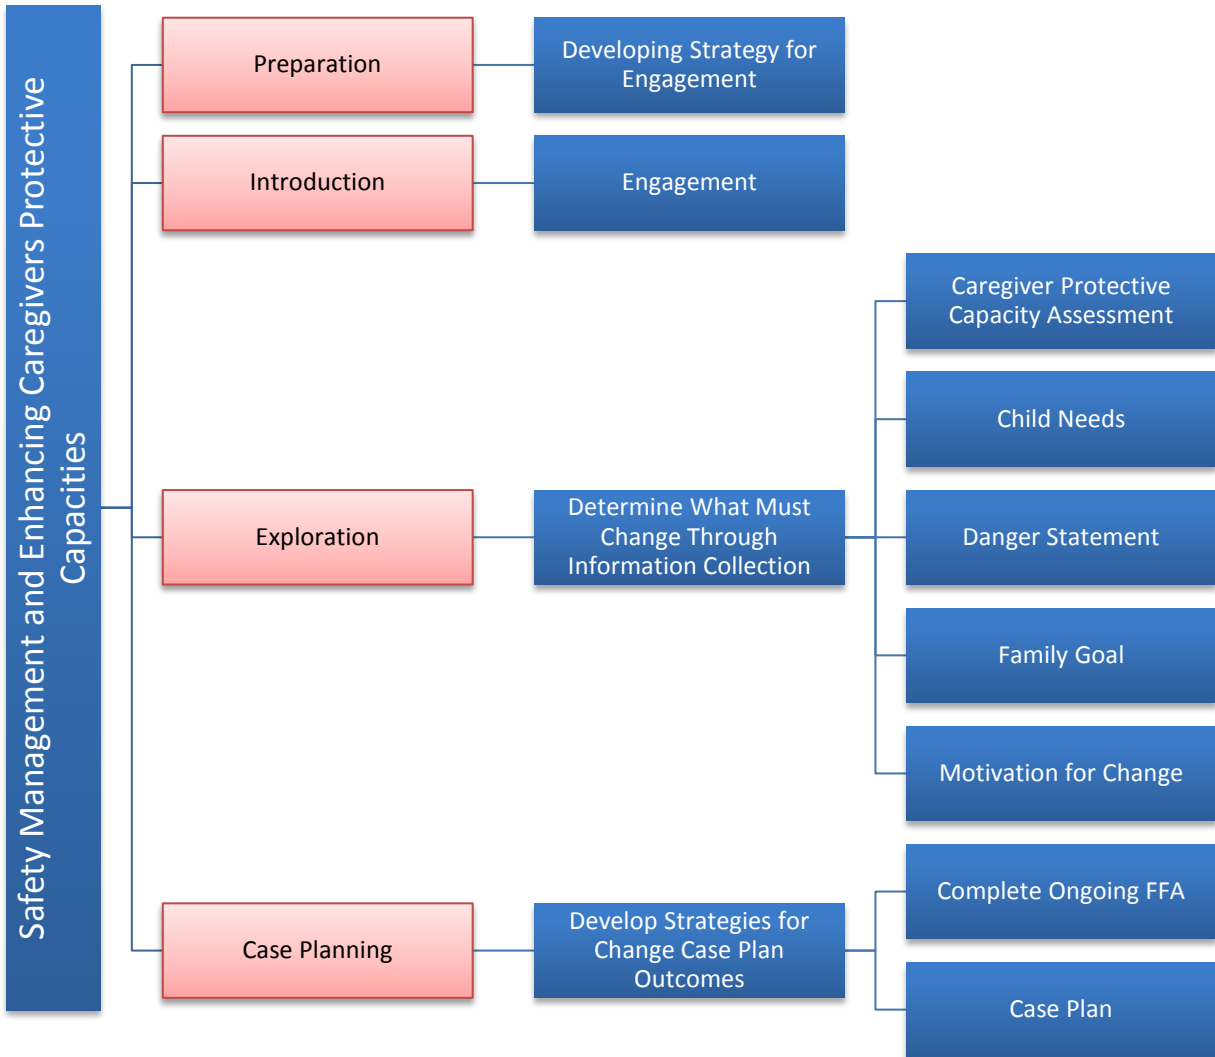 Safety Management and Enhancing Caregivers Protective
Capacities
Preparation
Developing Strategy for
Engagement
Introduction
Engagement
Exploration
Determine What Must
Change Through
Information Collection
Caregiver Protective
Capacity Assessment
Child Needs
Danger Statement
Family Goal
Motivation for Change
Case Planning
Develop Strategies for
Change Case Plan
Outcomes
Complete Ongoing FFA
Case Plan